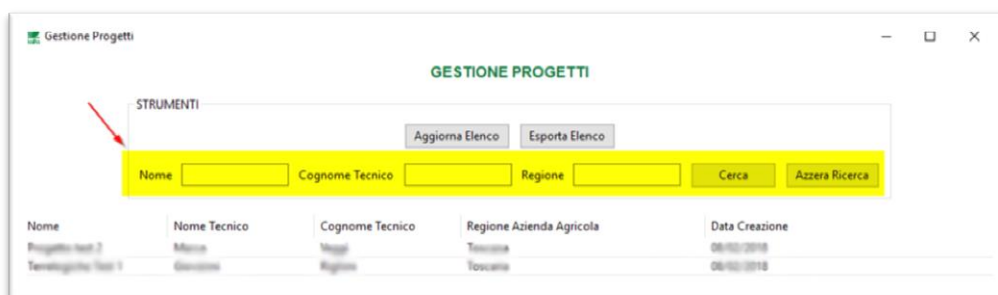 Gestione Progetti
GESTIONE PROGETTI
STRUMENTI
Aggiorna Elenco Esporta Elenco
Nome Cognome Tecnico Regione Cerca Azzera Ricerca
Nome Nome Tecnico Cognome Tecnico Regione Azienda Agricola Data Creazione
Toscana
Toscana